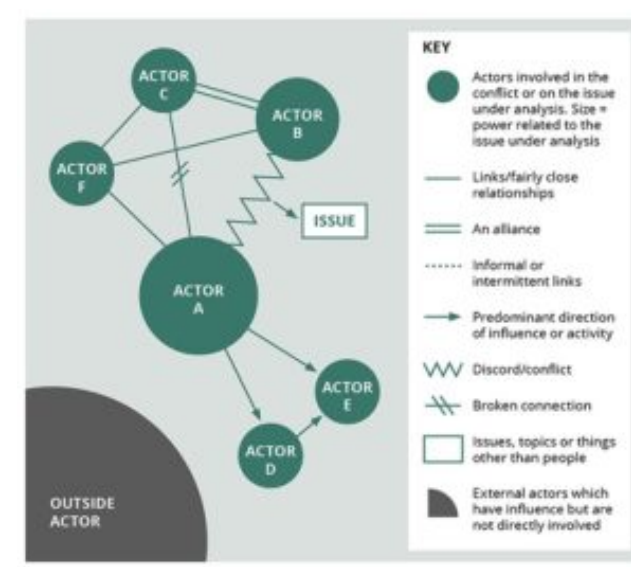 ACTOR
C
ACTOR
B
ACTOR
F
ISSUE
ACTOR
A
ACTOR
E
ACTOR
D
OUTSIDE
ACTOR
KEY
Actors involved in the
conflict or on the issue
under analysis. Size =
power related to the
issue under analysis
Links/fairly close
relationships
An alliance
Informal or
intermittent links
Predominant direction
of influence or activity
Discord/conflict
Broken connection
Issues, topics or things
other than people
External actors which
have influence but are
not directly involved